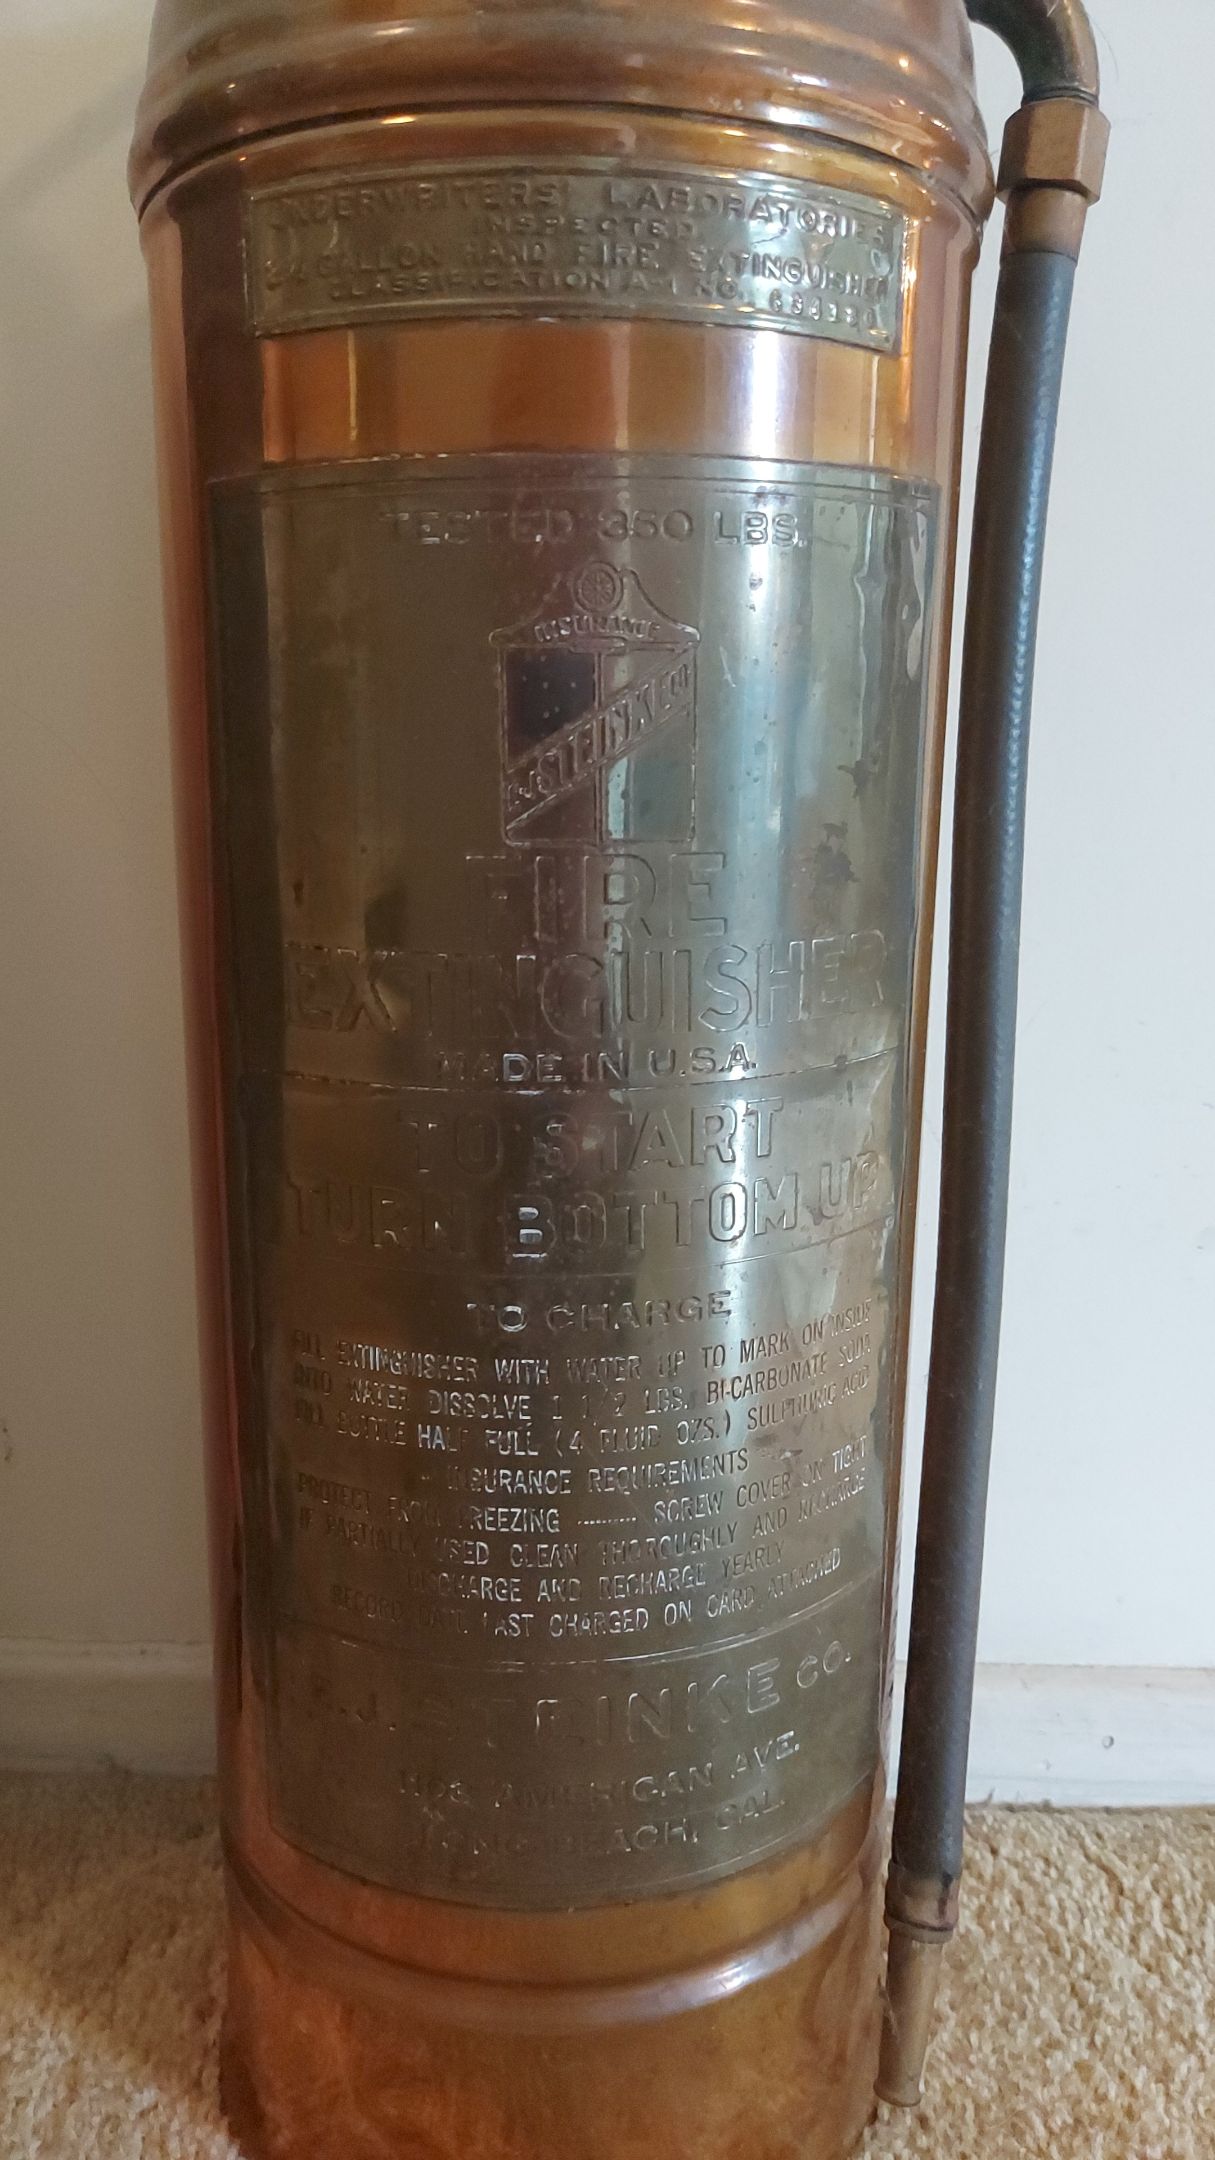 UNDERWRITERS' LABORATORIES
INSPECTED
2½ GALLON HAND FIRE EXTINGUISHER
CLASSIFICATION A-1 NO.
TESTED 350 LBS.
INSURANCE
STEINKE CO
FIRE
EXTINGUISHER
MADE IN U.S.A.
TO START
TURN BOTTOM UP
TO CHARGE
FILL EXTINGUISHER WITH WATER UP TO MARK ON INSIDE
INTO WATER DISSOLVE 1 1/2 LBS. BI-CARBONATE SODA
FILL BOTTLE HALF FULL (4 FLUID OZS.) SULPHURIC ACID
INSURANCE REQUIREMENTS
PROTECT FROM FREEZING ---------- SCREW COVER ON TIGHT
IF PARTIALLY USED CLEAN THOROUGHLY AND RECHARGE
DISCHARGE AND RECHARGE YEARLY
RECORD DATE LAST CHARGED ON CARD ATTACHED
J. STEINKE CO.
AMERICAN AVE.
LONG BEACH, CAL.